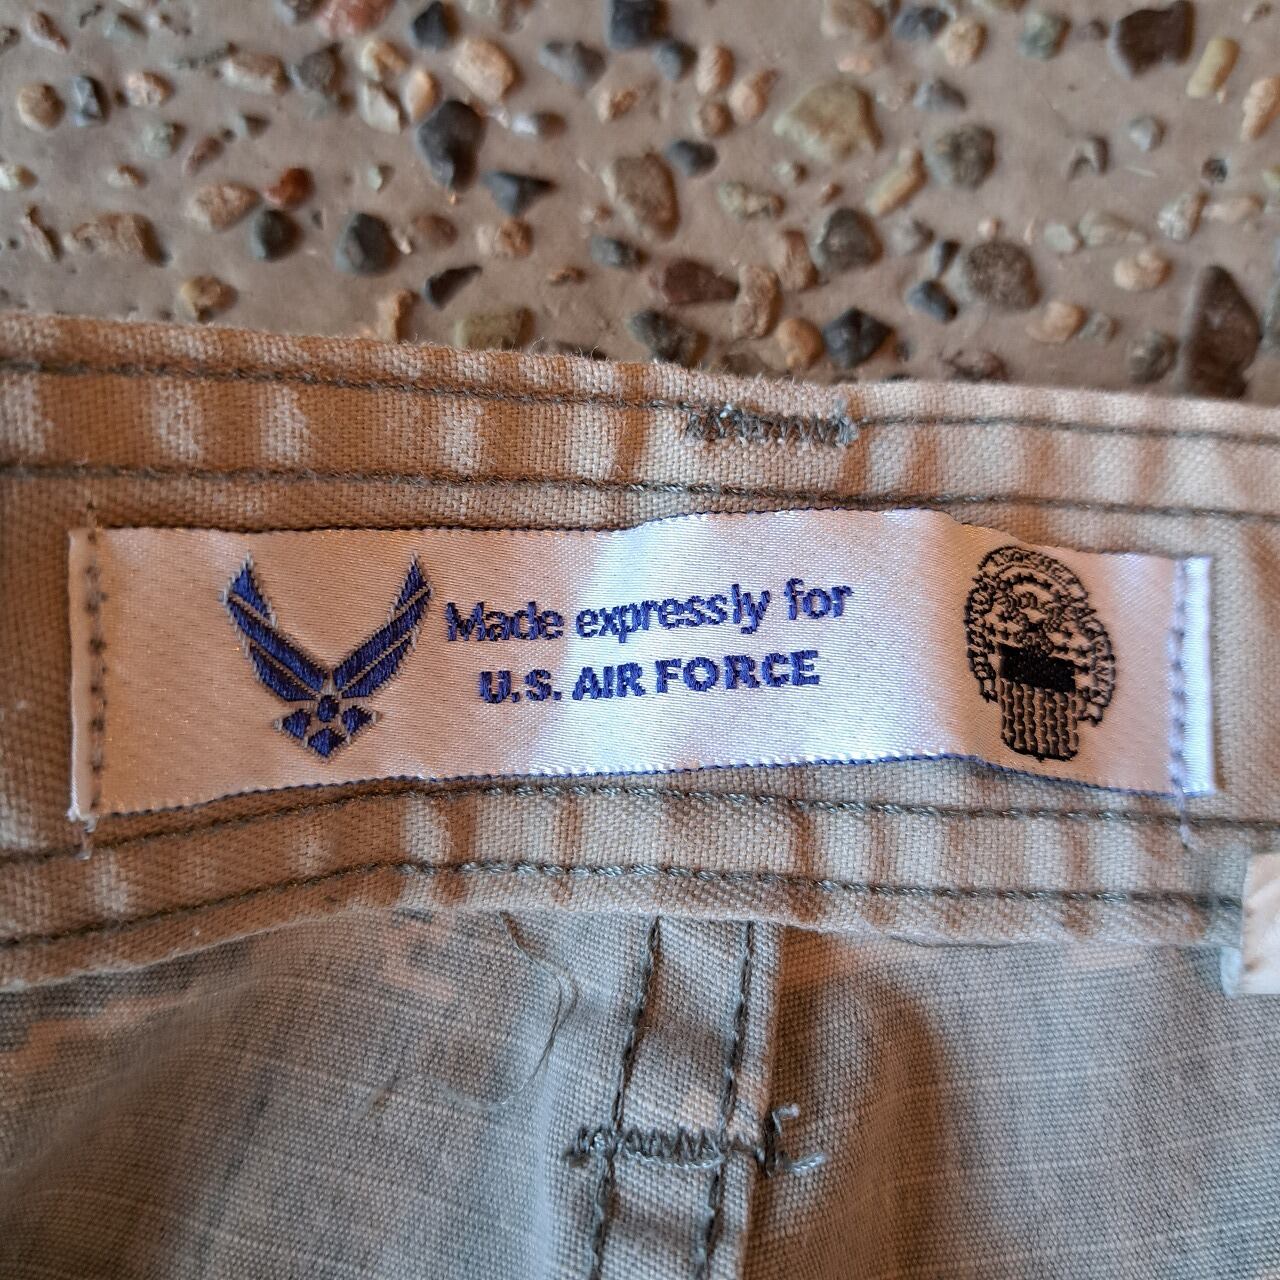 Made expressly for
U.S. AIR FORCE